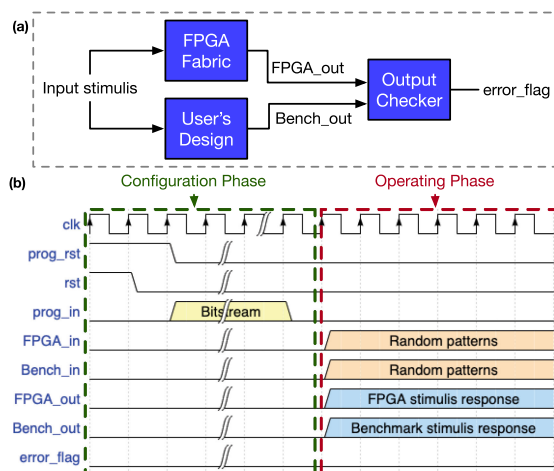 (a)
FPGA
Fabric
FPGA_out
Input stimulis
Output
Checker
error_flag
User's
Design
Bench_out
(b)
Configuration Phase
Operating Phase
clk
prog_rst
rst
prog_in
Bitstream
FPGA_in
Random patterns
Bench_in
Random patterns
FPGA_out
FPGA stimulis response
Bench_out
Benchmark stimulis response
error_flag